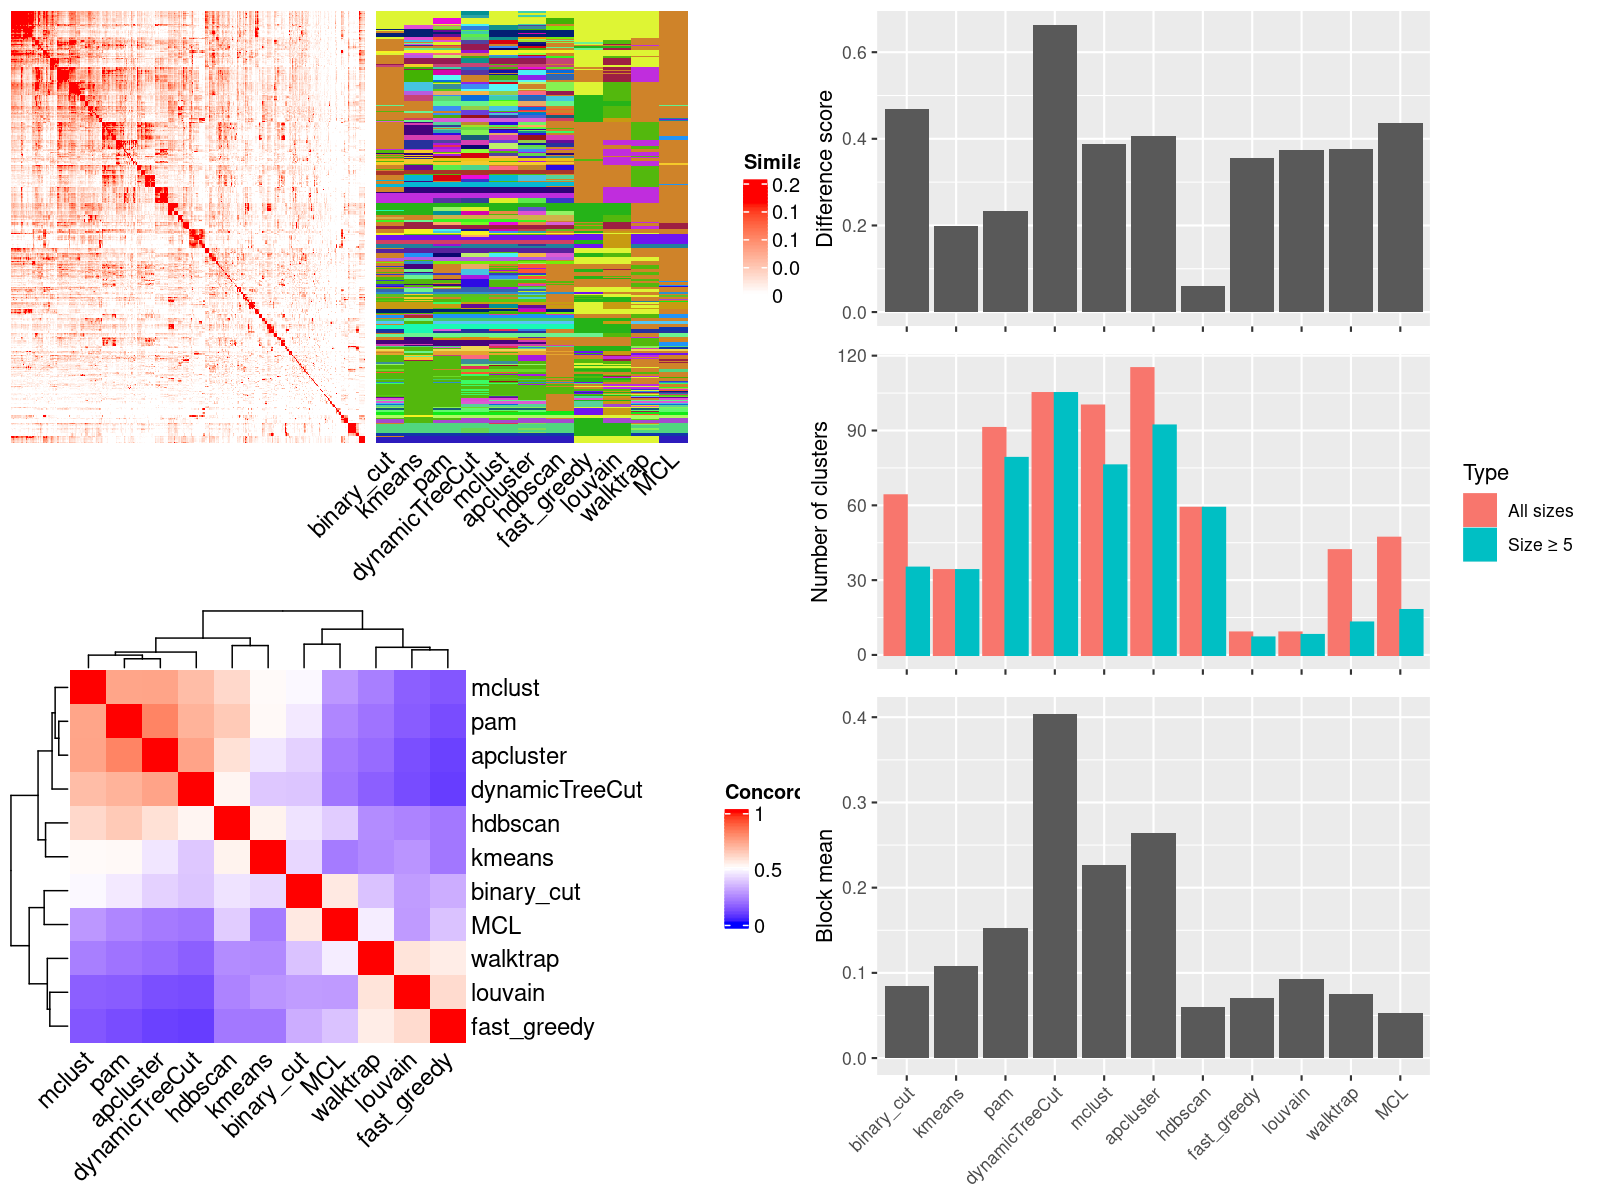 Simila
0.2
0.1
0.1
0.0
0
binary_cut
kmeans
pam
dynamicTreeCut
mclust
apcluster
hdbscan
fast_greedy
louvain
walktrap
MCL
mclust
pam
apcluster
dynamicTreeCut
hdbscan
kmeans
binary_cut
MCL
walktrap
louvain
fast_greedy
mclust
pam
apcluster
dynamicTreeCut
hdbscan
kmeans
binary_cut
MCL
walktrap
louvain
fast_greedy
Concord
1
0.5
0
Difference score
0.6
0.4
0.2
0.0
Number of clusters
120
90
60
30
0
Type
All sizes
Size ≥ 5
Block mean
0.4
0.3
0.2
0.1
0.0
binary_cut
kmeans
pam
dynamicTreeCut
mclust
apcluster
hdbscan
fast_greedy
louvain
walktrap
MCL